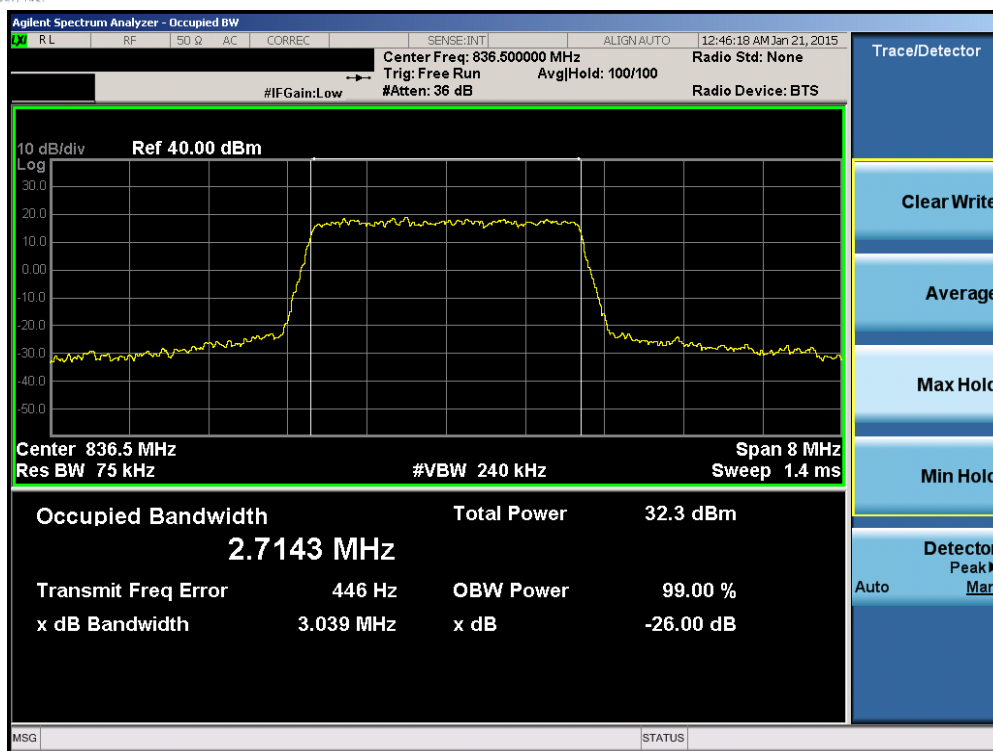 Agilent Spectrum Analyzer - Occupied BW
LXI RL RF 50 Ω AC CORREC SENSE:INT ALIGN AUTO 12:46:18 AM Jan 21, 2015
Center Freq: 836.500000 MHz Radio Std: None
Trig: Free Run Avg|Hold: 100/100
#IFGain:Low #Atten: 36 dB Radio Device: BTS
10 dB/div Ref 40.00 dBm
Log
30.0
20.0
10.0
0.00
-10.0
-20.0
-30.0
-40.0
-50.0
Center 836.5 MHz Span 8 MHz
Res BW 75 kHz #VBW 240 kHz Sweep 1.4 ms
Occupied Bandwidth Total Power 32.3 dBm
2.7143 MHz
Transmit Freq Error 446 Hz OBW Power 99.00 %
x dB Bandwidth 3.039 MHz x dB -26.00 dB
MSG STATUS
Trace/Detector
Clear Write
Average
Max Hold
Min Hold
Detector
Peak
Auto Man